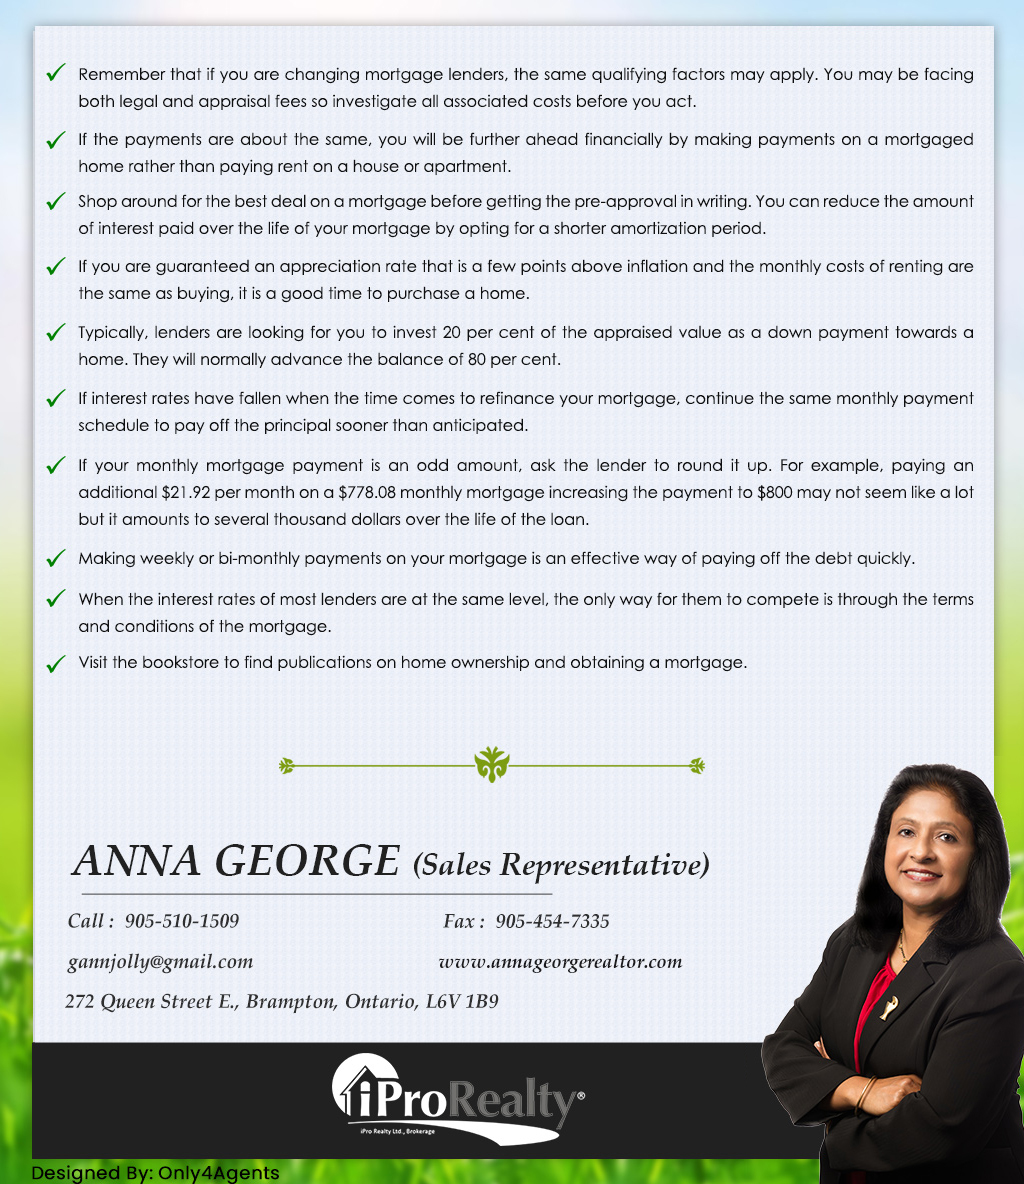 Remember that if you are changing mortgage lenders, the same qualifying factors may apply. You may be facing
both legal and appraisal fees so investigate all associated costs before you act.
If the payments are about the same, you will be further ahead financially by making payments on a mortgaged
home rather than paying rent on a house or apartment.
Shop around for the best deal on a mortgage before getting the pre-approval in writing. You can reduce the amount
of interest paid over the life of your mortgage by opting for a shorter amortization period.
If you are guaranteed an appreciation rate that is a few points above inflation and the monthly costs of renting are
the same as buying, it is a good time to purchase a home.
Typically, lenders are looking for you to invest 20 per cent of the appraised value as a down payment towards a
home. They will normally advance the balance of 80 per cent.
If interest rates have fallen when the time comes to refinance your mortgage, continue the same monthly payment
schedule to pay off the principal sooner than anticipated.
If your monthly mortgage payment is an odd amount, ask the lender to round it up. For example, paying an
additional $21.92 per month on a $778.08 monthly mortgage increasing the payment to $800 may not seem like a lot
but it amounts to several thousand dollars over the life of the loan.
Making weekly or bi-monthly payments on your mortgage is an effective way of paying off the debt quickly.
When the interest rates of most lenders are at the same level, the only way for them to compete is through the terms
and conditions of the mortgage.
Visit the bookstore to find publications on home ownership and obtaining a mortgage.
ANNA GEORGE (Sales Representative)
Call : 905-510-1509 Fax : 905-454-7335
gannjolly@gmail.com www.annageorgerealtor.com
272 Queen Street E., Brampton, Ontario, L6V 1B9
iProRealty®
iPro Realty Ltd., Brokerage
Designed By: Only4Agents